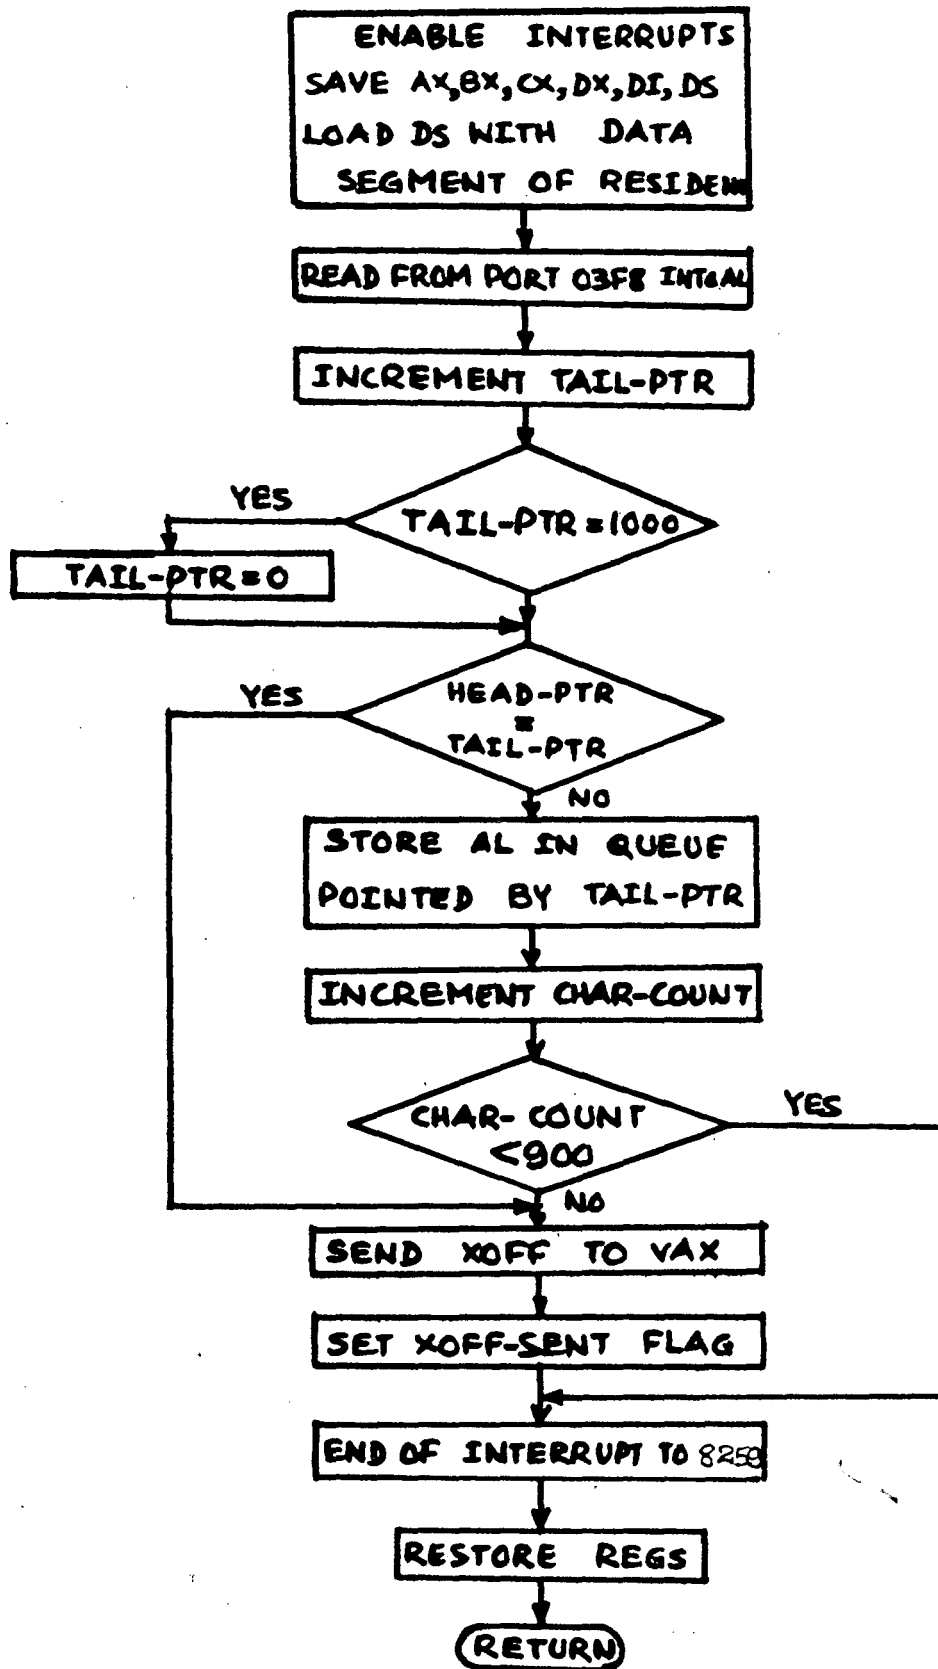 ENABLE INTERRUPTS
SAVE AX,BX,CX,DX,DI,DS
LOAD DS WITH DATA
SEGMENT OF
READ FROM PORT 03F8 INTO AL
INCREMENT TAIL-PTR
TAIL-PTR=1000
YES
TAIL-PTR=0
HEAD-PTR
=
TAIL-PTR
YES
NO
STORE AL IN QUEUE
POINTED BY TAIL-PTR
INCREMENT CHAR-COUNT
CHAR-COUNT
<900
YES
NO
SEND XOFF TO VAX
SET XOFF-SENT FLAG
END OF INTERRUPT TO 8259
RESTORE REGS
RETURN